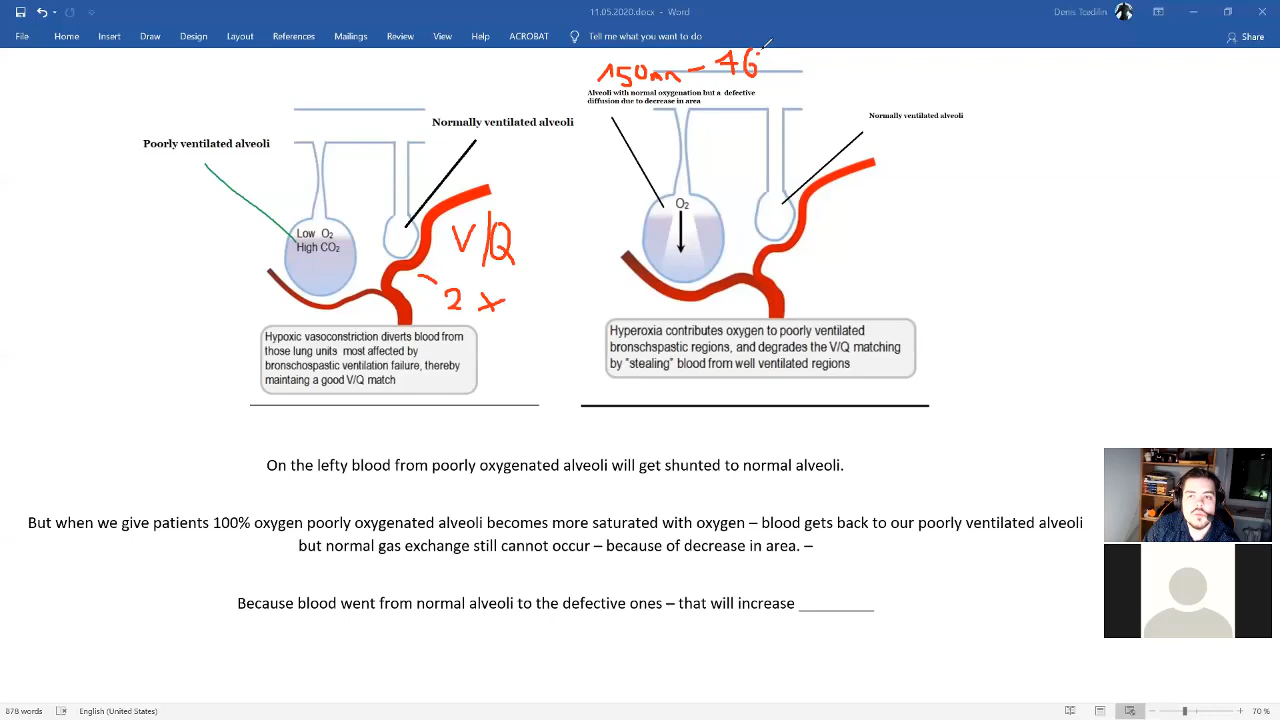 11.05.2020.docx - Word
Denis Tcedilin
File Home Insert Draw Design Layout References Mailings Review View Help ACROBAT Tell me what you want to do
Share
150mm - 46
Alveoli with normal oxygenation but a defective
diffusion due to decrease in area
Normally ventilated alveoli
Normally ventilated alveoli
Poorly ventilated alveoli
O2
Low O2
High CO2
V/Q
2 x
Hypoxic vasoconstriction diverts blood from
those lung units most affected by
bronschospastic ventilation failure, thereby
maintaing a good V/Q match
Hyperoxia contributes oxygen to poorly ventilated
bronschspastic regions, and degrades the V/Q matching
by "stealing" blood from well ventilated regions
On the lefty blood from poorly oxygenated alveoli will get shunted to normal alveoli.
But when we give patients 100% oxygen poorly oxygenated alveoli becomes more saturated with oxygen – blood gets back to our poorly ventilated alveoli
but normal gas exchange still cannot occur – because of decrease in area. –
Because blood went from normal alveoli to the defective ones – that will increase _________
878 words English (United States)
70 %